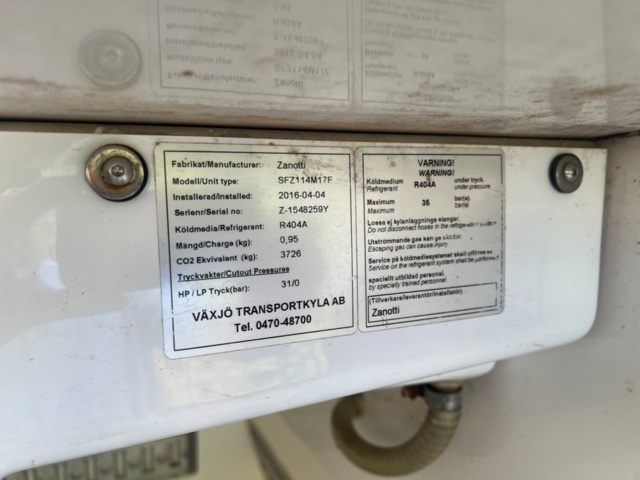 Fabrikat/Manufacturer: Zanotti
Modell/Unit type: SFZ114M17F
Installerad/Installed: 2016-04-04
Serienr/Serial no: Z-1548259Y
Köldmedia/Refrigerant: R404A
Mängd/Charge (kg): 0,95
CO2 Ekvivalent (kg): 3726
Tryckvakter/Cutout Pressures
HP / LP Tryck(bar): 31/0
VÄXJÖ TRANSPORTKYLA AB
Tel. 0470-48700
VARNING!
WARNING!
Köldmedium R404A under tryck.
Refrigerant under pressure
Maximum 35 bar(e).
Maximum bar(e)
Lossa ej kylanläggnings slangar.
Do not disconnect hoses in the refrigerant
Utströmmande gas kan ge skador.
Escaping gas can cause injury
Service på köldmediesystemet skall utföras av
Service on the refrigerant system shall be performed
speciellt utbildad personal.
by specially trained personnel
(Tillverkare/leverantör/installatör)
Zanotti